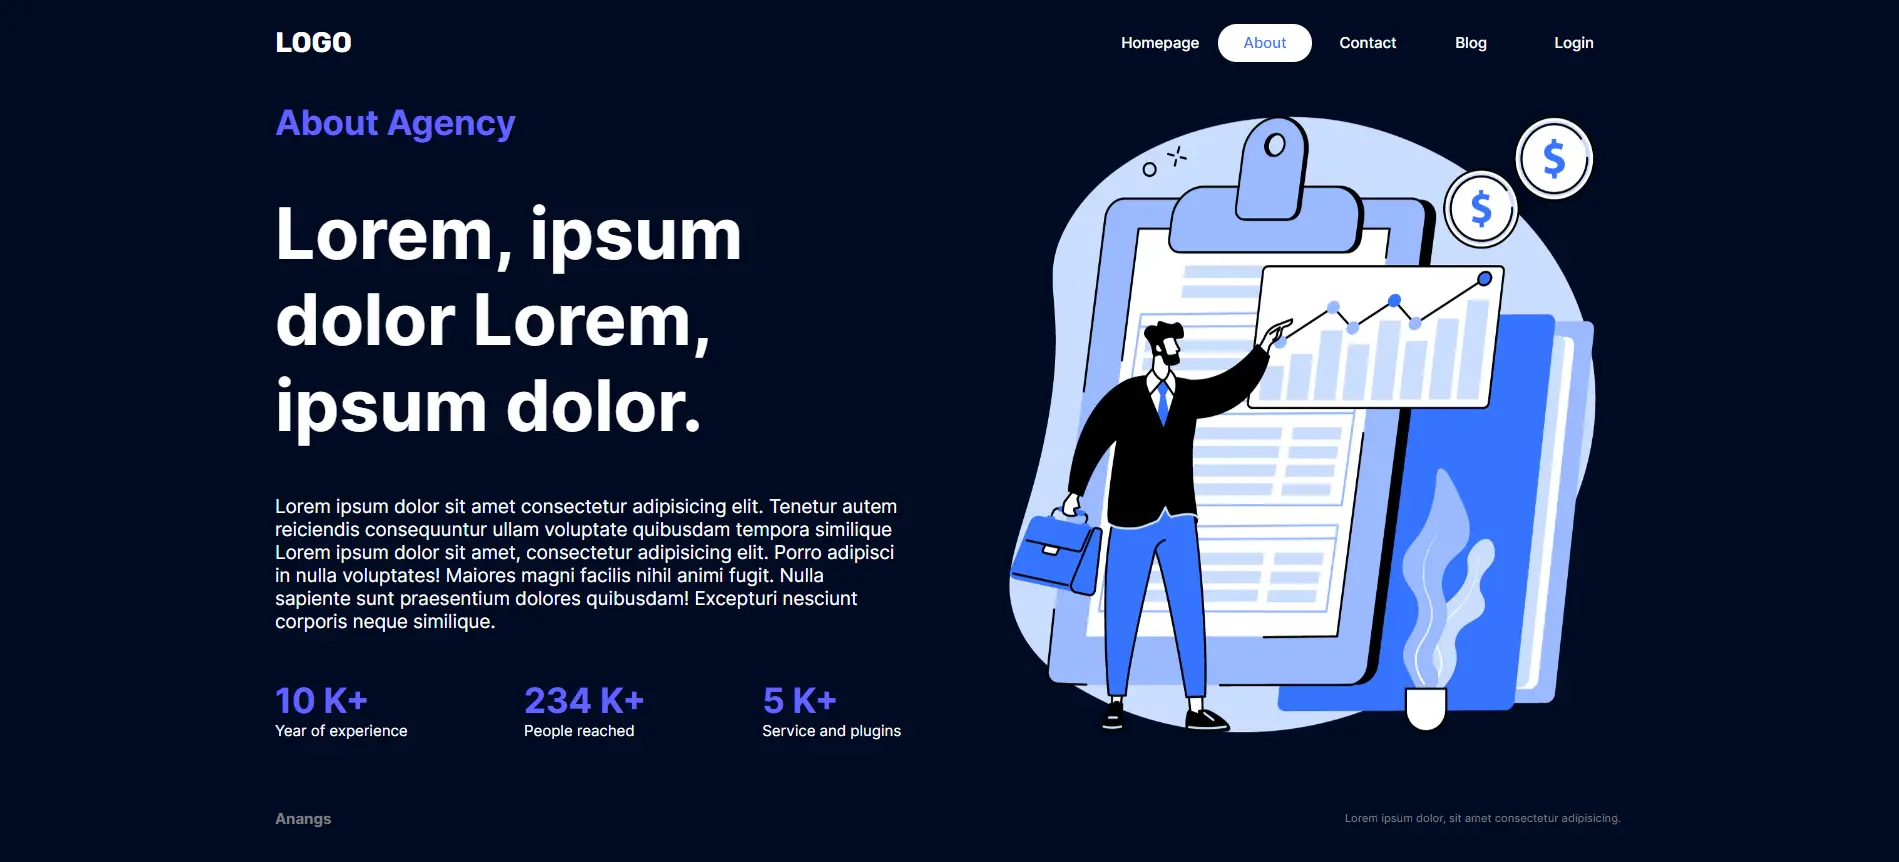 LOGO
Homepage
About
Contact
Blog
Login
About Agency
Lorem, ipsum
dolor Lorem,
ipsum dolor.
Lorem ipsum dolor sit amet consectetur adipisicing elit. Tenetur autem
reiciendis consequuntur ullam voluptate quibusdam tempora similique
Lorem ipsum dolor sit amet, consectetur adipisicing elit. Porro adipisci
in nulla voluptates! Maiores magni facilis nihil animi fugit. Nulla
sapiente sunt praesentium dolores quibusdam! Excepturi nesciunt
corporis neque similique.
10 K+
Year of experience
234 K+
People reached
5 K+
Service and plugins
$
$
Anangs
Lorem ipsum dolor, sit amet consectetur adipisicing.